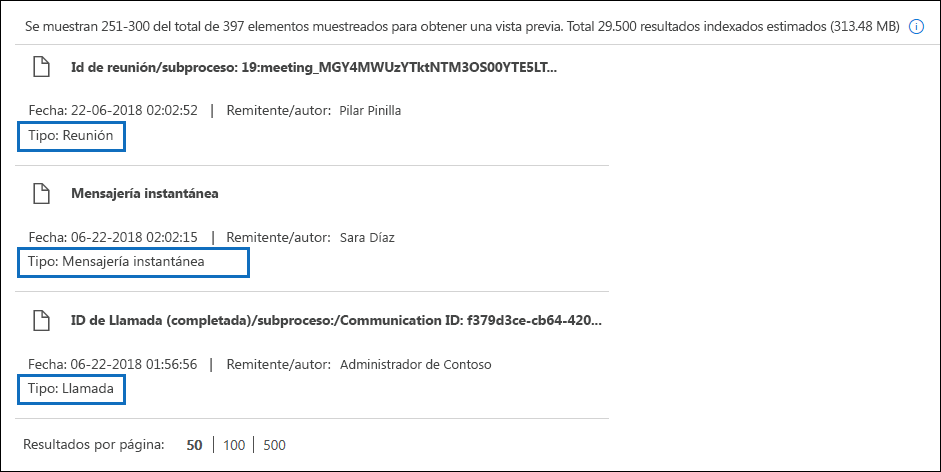 Se muestran 251-300 del total de 397 elementos muestreados para obtener una vista previa. Total 29.500 resultados indexados estimados (313.48 MB)
Id de reunión/subproceso: 19:meeting_MGY4MWUzYTktNTM3OS00YTE5LT...
Fecha: 22-06-2018 02:02:52 | Remitente/autor: Pilar Pinilla
Tipo: Reunión
Mensajería instantánea
Fecha: 06-22-2018 02:02:15 | Remitente/autor: Sara Díaz
Tipo: Mensajería instantánea
ID de Llamada (completada)/subproceso:/Communication ID: f379d3ce-cb64-420...
Fecha: 06-22-2018 01:56:56 | Remitente/autor: Administrador de Contoso
Tipo: Llamada
Resultados por página: 50 | 100 | 500